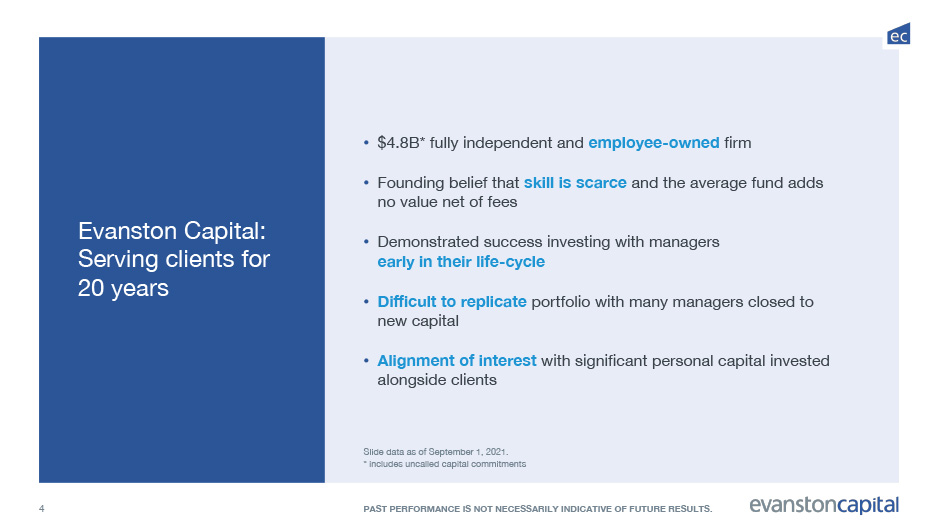 ec
Evanston Capital:
Serving clients for
20 years
• $4.8B* fully independent and employee-owned firm
• Founding belief that skill is scarce and the average fund adds
no value net of fees
• Demonstrated success investing with managers
early in their life-cycle
• Difficult to replicate portfolio with many managers closed to
new capital
• Alignment of interest with significant personal capital invested
alongside clients
Slide data as of September 1, 2021.
* includes uncalled capital commitments
4
PAST PERFORMANCE IS NOT NECESSARILY INDICATIVE OF FUTURE RESULTS.
evanstoncapital